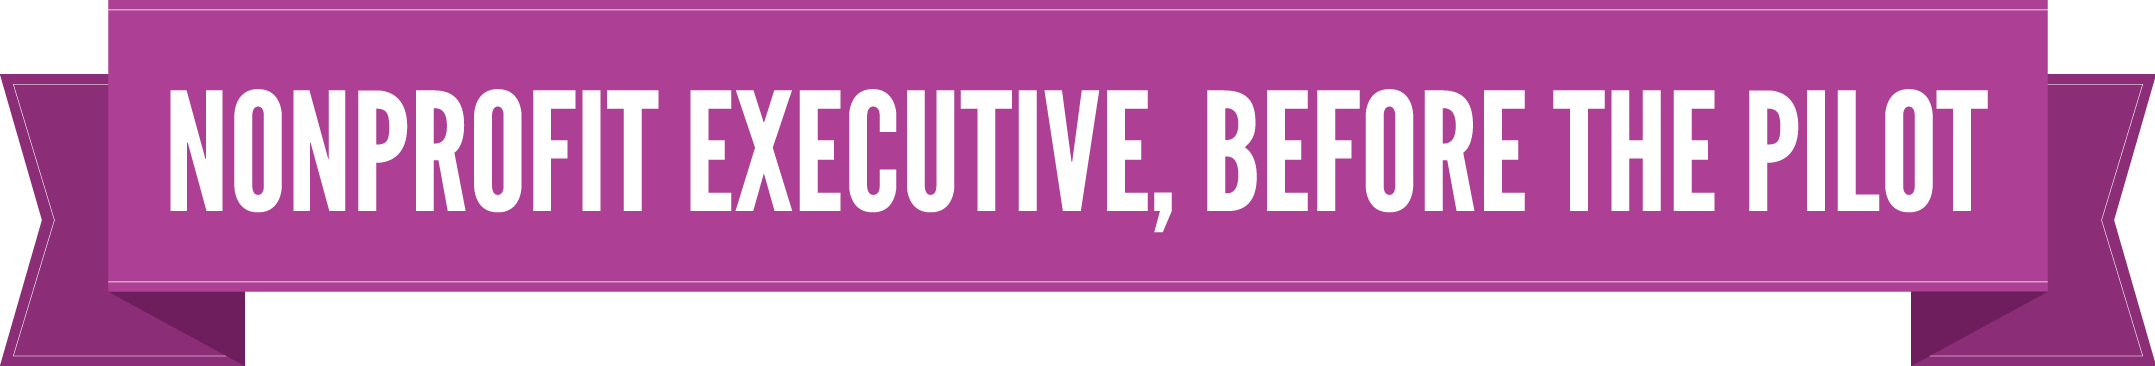 NONPROFIT EXECUTIVE, BEFORE THE PILOT